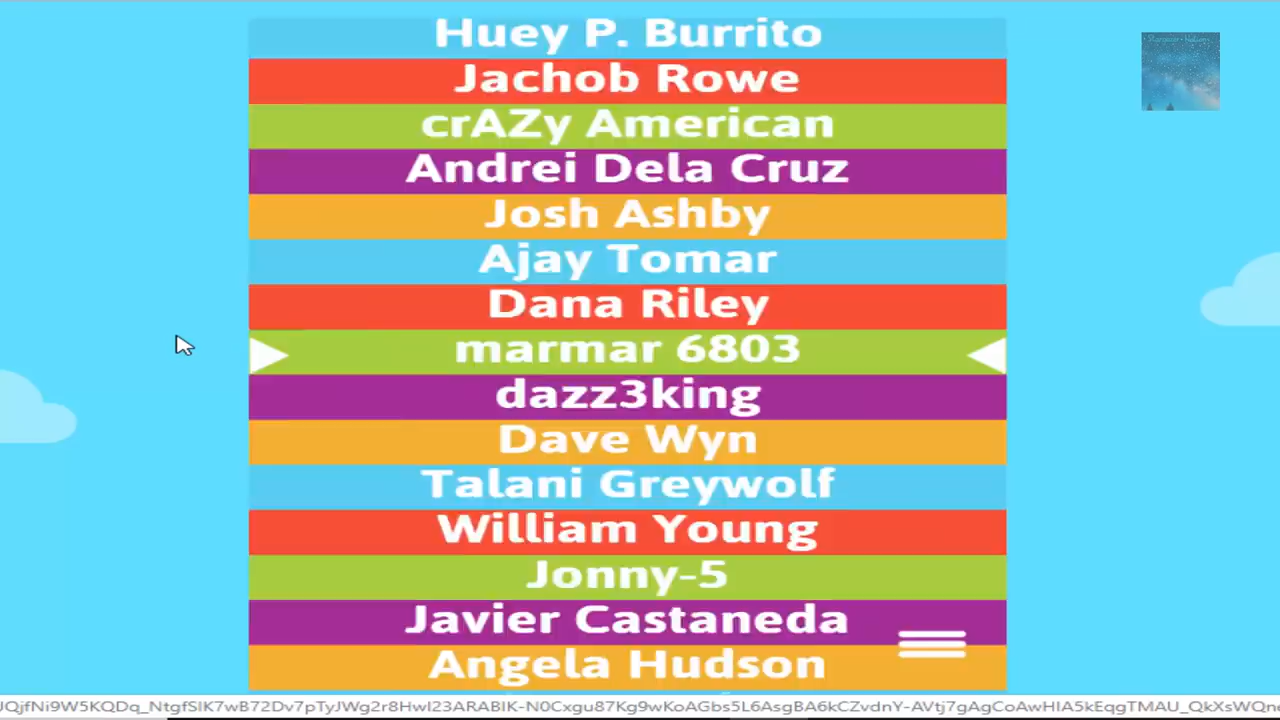 Huey P. Burrito
Jachob Rowe
crAZy American
Andrei Dela Cruz
Josh Ashby
Ajay Tomar
Dana Riley
marmar 6803
dazz3king
Dave Wyn
Talani Greywolf
William Young
Jonny-5
Javier Castaneda
Angela Hudson